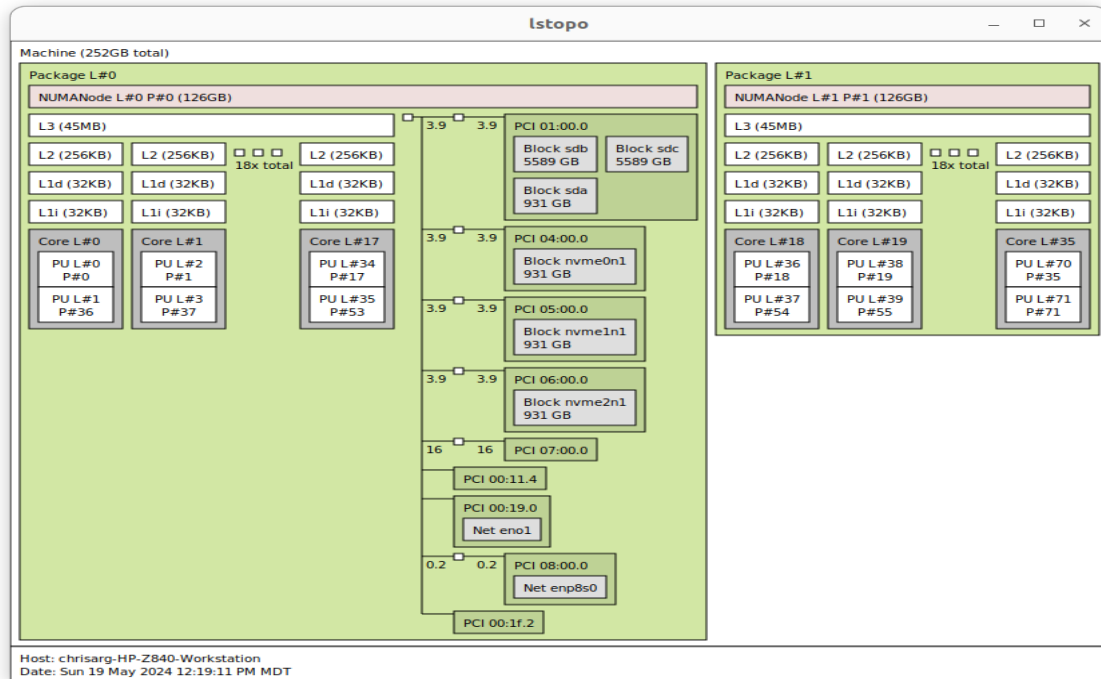 lstopo
Machine (252GB total)
Package L#0
NUMANode L#0 P#0 (126GB)
L3 (45MB)
L2 (256KB) L2 (256KB) 18x total L2 (256KB)
L1d (32KB) L1d (32KB) L1d (32KB)
L1i (32KB) L1i (32KB) L1i (32KB)
Core L#0 Core L#1 Core L#17
PU L#0 PU L#2 PU L#34
P#0 P#1 P#17
PU L#1 PU L#3 PU L#35
P#36 P#37 P#53
3.9 3.9 PCI 01:00.0
Block sdb Block sdc
5589 GB 5589 GB
Block sda
931 GB
3.9 3.9 PCI 04:00.0
Block nvme0n1
931 GB
3.9 3.9 PCI 05:00.0
Block nvme1n1
931 GB
3.9 3.9 PCI 06:00.0
Block nvme2n1
931 GB
16 16 PCI 07:00.0
PCI 00:11.4
PCI 00:19.0
Net eno1
0.2 0.2 PCI 08:00.0
Net enp8s0
PCI 00:1f.2
Package L#1
NUMANode L#1 P#1 (126GB)
L3 (45MB)
L2 (256KB) L2 (256KB) 18x total L2 (256KB)
L1d (32KB) L1d (32KB) L1d (32KB)
L1i (32KB) L1i (32KB) L1i (32KB)
Core L#18 Core L#19 Core L#35
PU L#36 PU L#38 PU L#70
P#18 P#19 P#35
PU L#37 PU L#39 PU L#71
P#54 P#55 P#71
Host: chrisarg-HP-Z840-Workstation
Date: Sun 19 May 2024 12:19:11 PM MDT